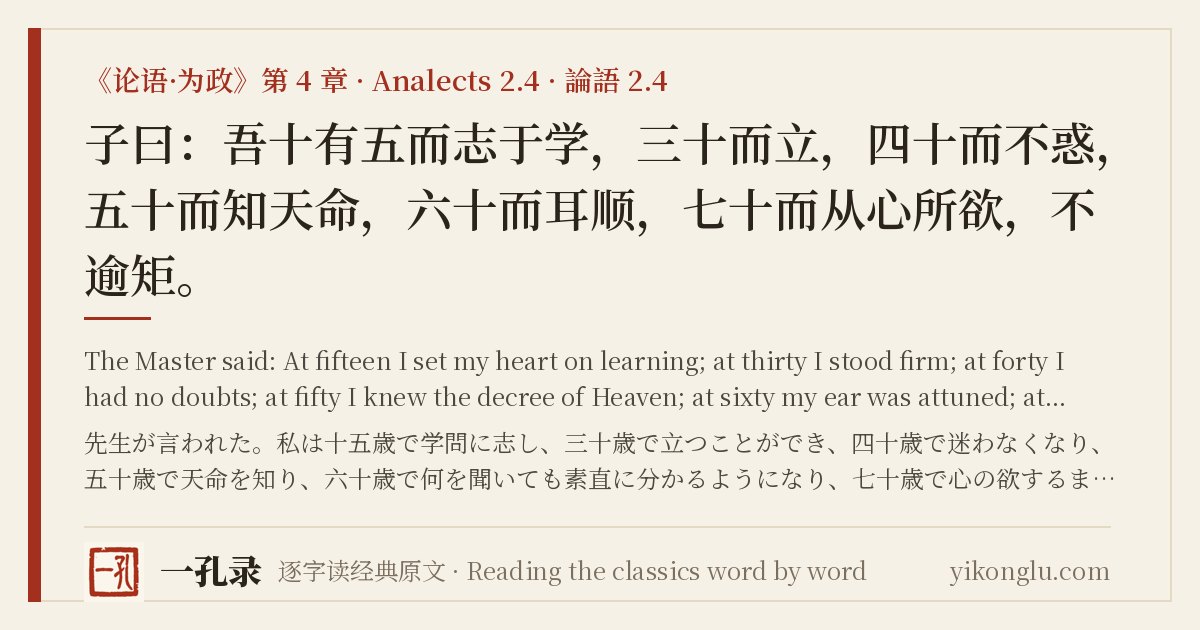 《论语·为政》第 4 章 · Analects 2.4 · 論語 2.4
子曰：吾十有五而志于学，三十而立，四十而不惑，
五十而知天命，六十而耳顺，七十而从心所欲，不
逾矩。
The Master said: At fifteen I set my heart on learning; at thirty I stood firm; at forty I
had no doubts; at fifty I knew the decree of Heaven; at sixty my ear was attuned; at...
先生が言われた。私は十五歳で学問に志し、三十歳で立つことができ、四十歳で迷わなくなり、
五十歳で天命を知り、六十歳で何を聞いても素直に分かるようになり、七十歳で心の欲するま…
一孔
一孔录 逐字读经典原文 · Reading the classics word by word yikonglu.com